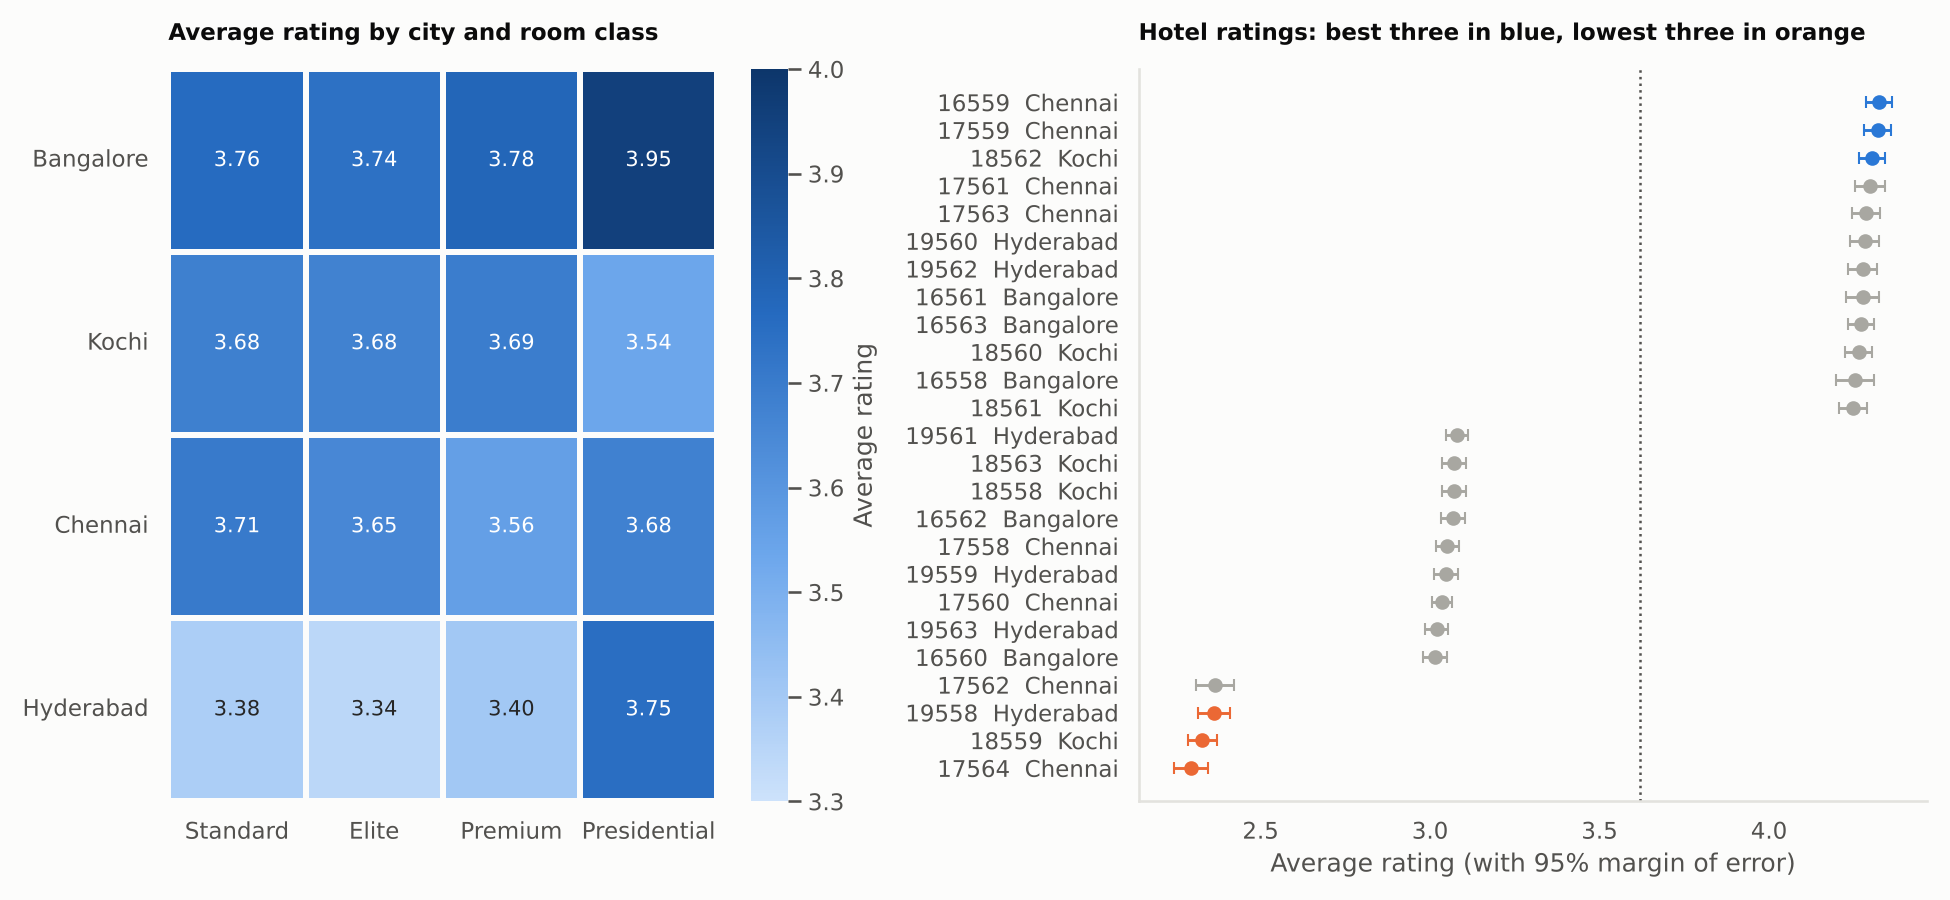 Average rating by city and room class
Bangalore 3.76 3.74 3.78 3.95
Kochi 3.68 3.68 3.69 3.54
Chennai 3.71 3.65 3.56 3.68
Hyderabad 3.38 3.34 3.40 3.75
Standard Elite Premium Presidential
4.0
3.9
3.8
3.7
3.6
3.5
3.4
3.3
Average rating
Hotel ratings: best three in blue, lowest three in orange
16559 Chennai
17559 Chennai
18562 Kochi
17561 Chennai
17563 Chennai
19560 Hyderabad
19562 Hyderabad
16561 Bangalore
16563 Bangalore
18560 Kochi
16558 Bangalore
18561 Kochi
19561 Hyderabad
18563 Kochi
18558 Kochi
16562 Bangalore
17558 Chennai
19559 Hyderabad
17560 Chennai
19563 Hyderabad
16560 Bangalore
17562 Chennai
19558 Hyderabad
18559 Kochi
17564 Chennai
2.5 3.0 3.5 4.0
Average rating (with 95% margin of error)